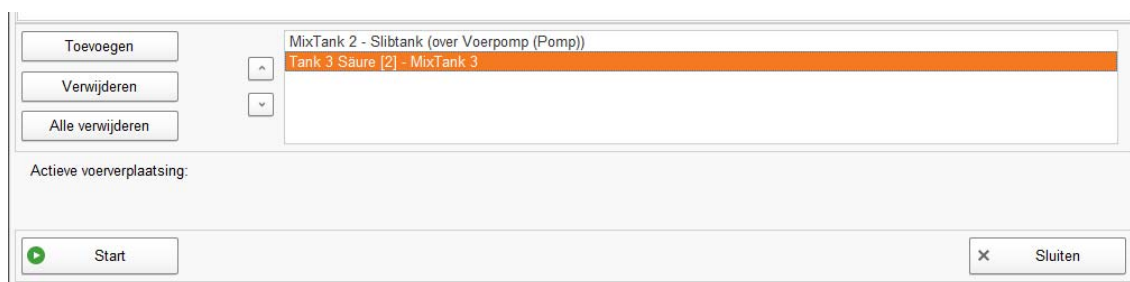 Toevoegen
Verwijderen
Alle verwijderen
MixTank 2 - Slibtank (over Voerpomp (Pomp))
Tank 3 Säure [2] - MixTank 3
Actieve voerverplaatsing:
Start
Sluiten